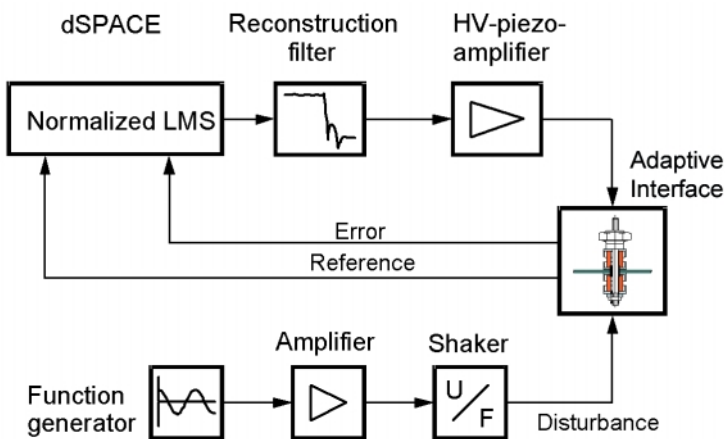 dSPACE
Reconstruction
filter
HV-piezo-
amplifier
Normalized LMS
Adaptive
Interface
Error
Reference
Amplifier
Shaker
Function
generator
U/F
Disturbance